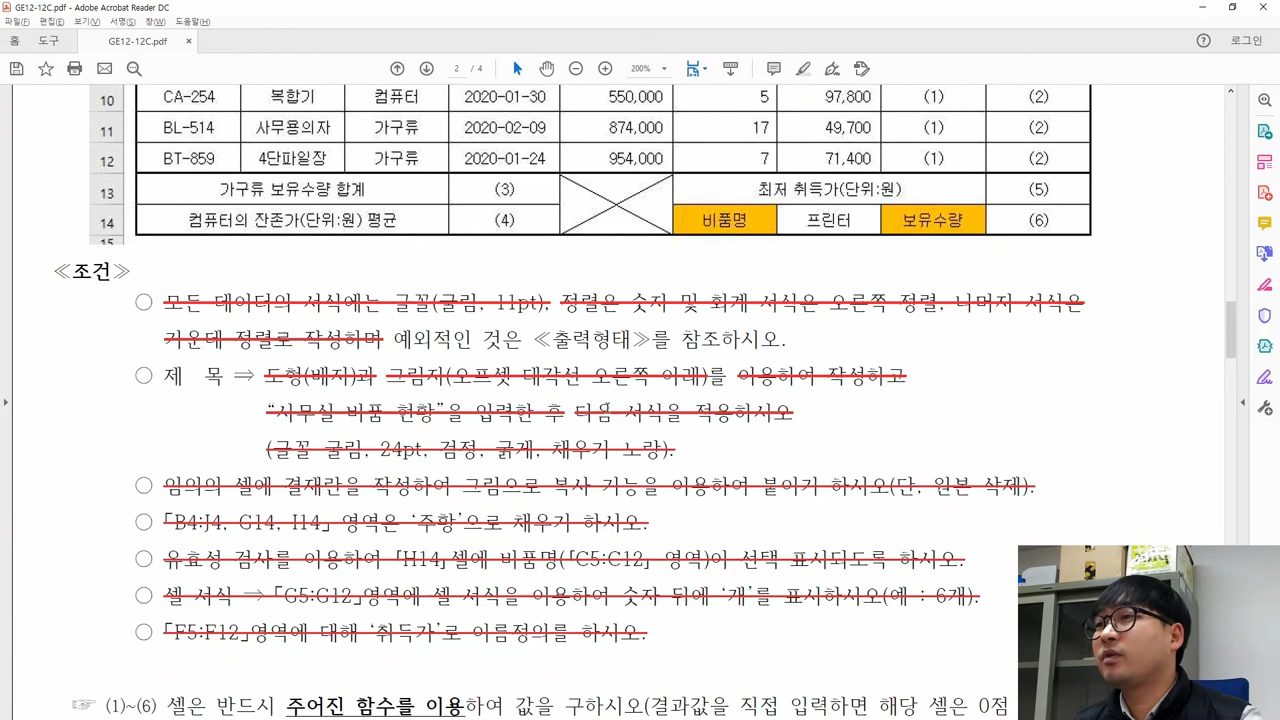 GE12-12C.pdf - Adobe Acrobat Reader DC
파일(F) 편집(E) 보기(V) 서명(S) 창(W) 도움말(H)
홈 도구 GE12-12C.pdf × 로그인
2 / 4 200%
10 CA-254 복합기 컴퓨터 2020-01-30 550,000 5 97,800 (1) (2)
11 BL-514 사무용의자 가구류 2020-02-09 874,000 17 49,700 (1) (2)
12 BT-859 4단파일장 가구류 2020-01-24 954,000 7 71,400 (1) (2)
13 가구류 보유수량 합계 (3) 최저 취득가(단위:원) (5)
14 컴퓨터의 잔존가(단위:원) 평균 (4) 비품명 프린터 보유수량 (6)
15
≪조건≫
○ 모든 데이터의 서식에는 글꼴(굴림, 11pt), 정렬은 숫자 및 회계 서식은 오른쪽 정렬, 나머지 서식은
가운데 정렬로 작성하며 예외적인 것은 ≪출력형태≫를 참조하시오.
○ 제 목 ⇒ 도형(배지)과 그림자(오프셋 대각선 오른쪽 아래)를 이용하여 작성하고
“사무실 비품 현황”을 입력한 후 다음 서식을 적용하시오
(글꼴 굴림, 24pt, 검정, 굵게, 채우기 노랑).
○ 임의의 셀에 결재란을 작성하여 그림으로 복사 기능을 이용하여 붙이기 하시오(단, 원본 삭제).
○ 「B4:J4, G14, I14」 영역은 ‘주황’으로 채우기 하시오.
○ 유효성 검사를 이용하여 「H14」셀에 비품명(「C5:C12」 영역)이 선택 표시되도록 하시오.
○ 셀 서식 ⇒ 「G5:G12」영역에 셀 서식을 이용하여 숫자 뒤에 ‘개’를 표시하시오(예 : 6개).
○ 「F5:F12」영역에 대해 ‘취득가’로 이름정의를 하시오.
☞ (1)~(6) 셀은 반드시 주어진 함수를 이용하여 값을 구하시오(결과값을 직접 입력하면 해당 셀은 0점